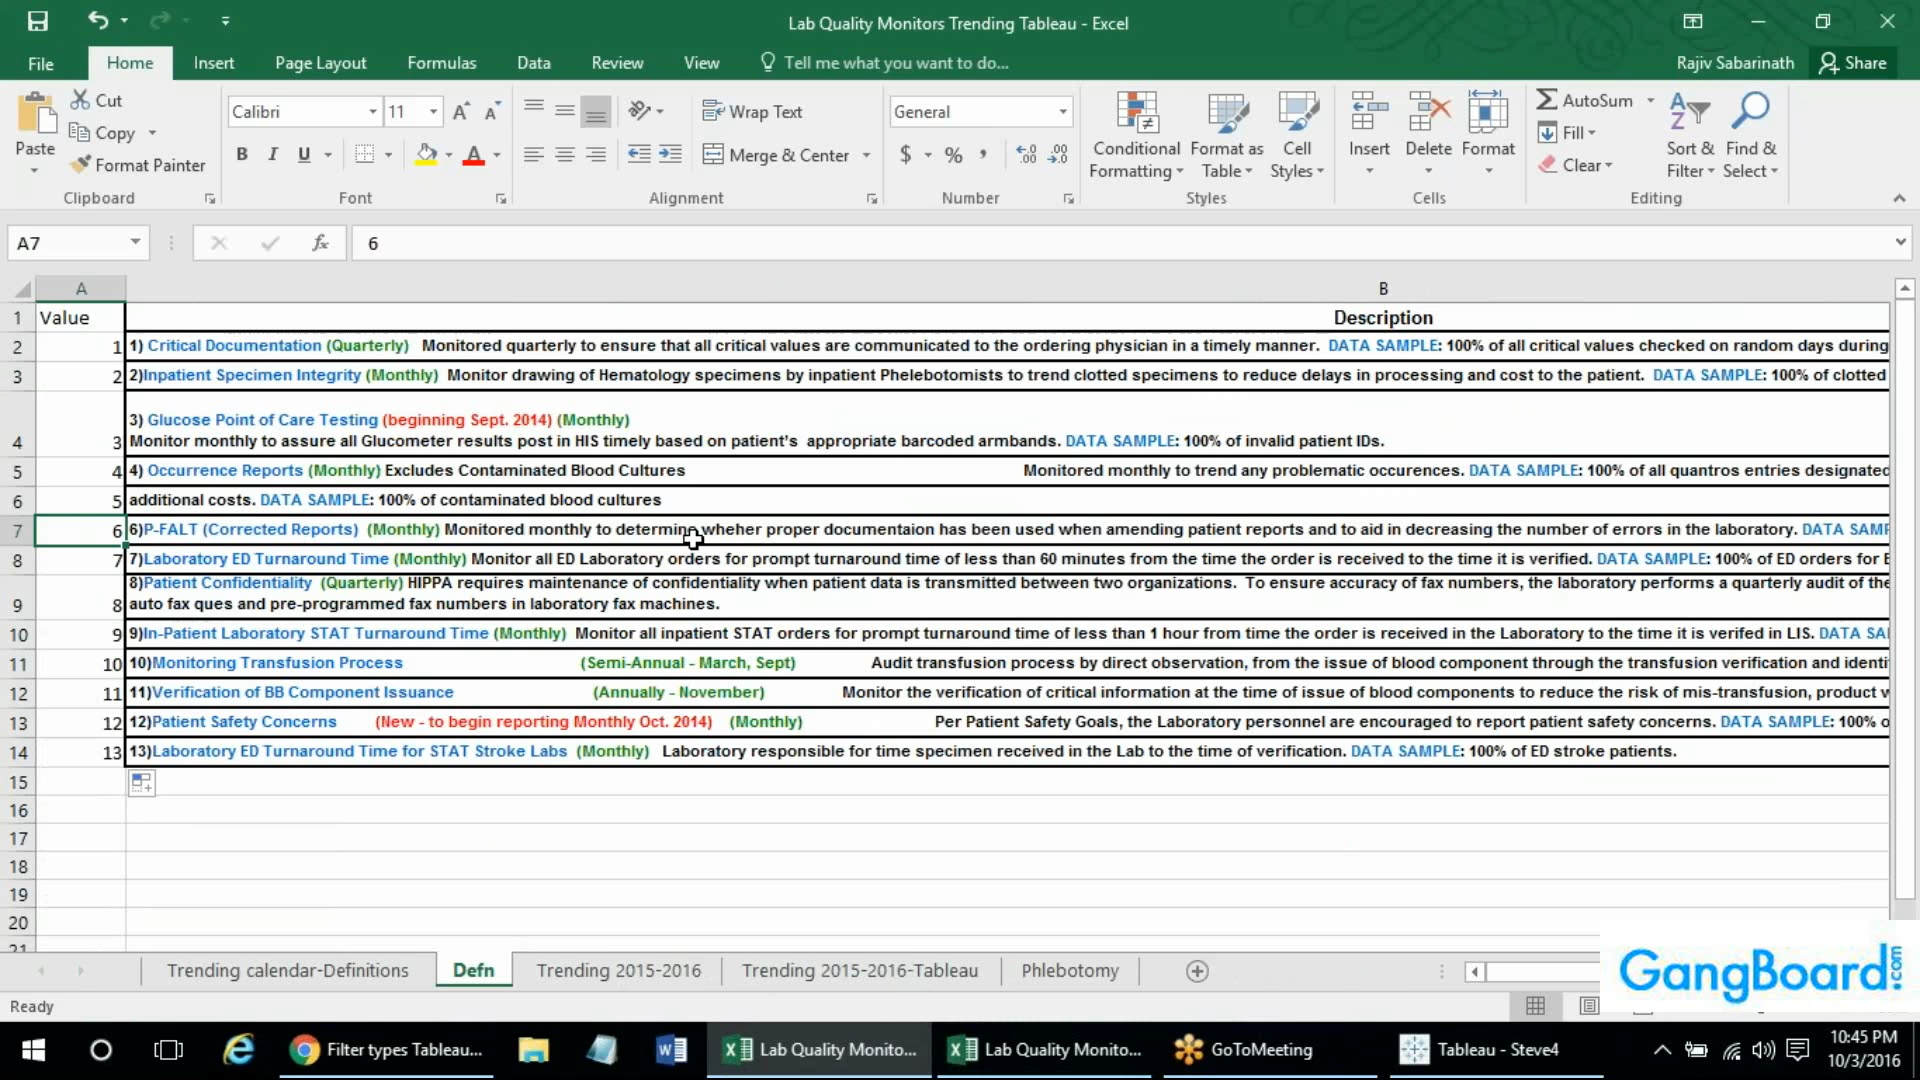 Lab Quality Monitors Trending Tableau - Excel
File Home Insert Page Layout Formulas Data Review View Tell me what you want to do... Rajiv Sabarinath Share
Paste Cut Copy Format Painter Clipboard
Calibri 11 B I U A Font
Wrap Text Merge & Center Alignment
General $ % , Number
Conditional Formatting Format as Table Cell Styles Styles
Insert Delete Format Cells
AutoSum Fill Clear Sort & Filter Find & Select Editing
A7 fx 6
A B
1 Value Description
2 1 1) Critical Documentation (Quarterly) Monitored quarterly to ensure that all critical values are communicated to the ordering physician in a timely manner. DATA SAMPLE: 100% of all critical values checked on random days during
3 2 2)Inpatient Specimen Integrity (Monthly) Monitor drawing of Hematology specimens by inpatient Phelebotomists to trend clotted specimens to reduce delays in processing and cost to the patient. DATA SAMPLE: 100% of clotted
3) Glucose Point of Care Testing (beginning Sept. 2014) (Monthly)
4 3 Monitor monthly to assure all Glucometer results post in HIS timely based on patient's appropriate barcoded armbands. DATA SAMPLE: 100% of invalid patient IDs.
5 4 4) Occurrence Reports (Monthly) Excludes Contaminated Blood Cultures Monitored monthly to trend any problematic occurences. DATA SAMPLE: 100% of all quantros entries designated
6 5 additional costs. DATA SAMPLE: 100% of contaminated blood cultures
7 6 6)P-FALT (Corrected Reports) (Monthly) Monitored monthly to determine wheher proper documentaion has been used when amending patient reports and to aid in decreasing the number of errors in the laboratory. DATA SAMP
8 7 7)Laboratory ED Turnaround Time (Monthly) Monitor all ED Laboratory orders for prompt turnaround time of less than 60 minutes from the time the order is received to the time it is verified. DATA SAMPLE: 100% of ED orders for
8)Patient Confidentiality (Quarterly) HIPPA requires maintenance of confidentiality when patient data is transmitted between two organizations. To ensure accuracy of fax numbers, the laboratory performs a quarterly audit of the
9 8 auto fax ques and pre-programmed fax numbers in laboratory fax machines.
10 9 9)In-Patient Laboratory STAT Turnaround Time (Monthly) Monitor all inpatient STAT orders for prompt turnaround time of less than 1 hour from time the order is received in the Laboratory to the time it is verifed in LIS. DATA SA
11 10 10)Monitoring Transfusion Process (Semi-Annual - March, Sept) Audit transfusion process by direct observation, from the issue of blood component through the transfusion verification and identi
12 11 11)Verification of BB Component Issuance (Annually - November) Monitor the verification of critical information at the time of issue of blood components to reduce the risk of mis-transfusion, product
13 12 12)Patient Safety Concerns (New - to begin reporting Monthly Oct. 2014) (Monthly) Per Patient Safety Goals, the Laboratory personnel are encouraged to report patient safety concerns. DATA SAMPLE: 100%
14 13 13)Laboratory ED Turnaround Time for STAT Stroke Labs (Monthly) Laboratory responsible for time specimen received in the Lab to the time of verification. DATA SAMPLE: 100% of ED stroke patients.
15
16
17
18
19
20
21
Trending calendar-Definitions Defn Trending 2015-2016 Trending 2015-2016-Tableau Phlebotomy
GangBoard.com
Ready
Filter types Tableau... Lab Quality Monito... Lab Quality Monito... GoToMeeting Tableau - Steve4 10:45 PM
10/3/2016